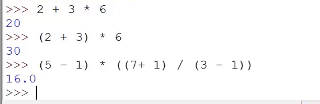 >>> 2 + 3 * 6
20
>>> (2 + 3) * 6
30
>>> (5 - 1) * ((7+ 1) / (3 - 1))
16.0
>>>